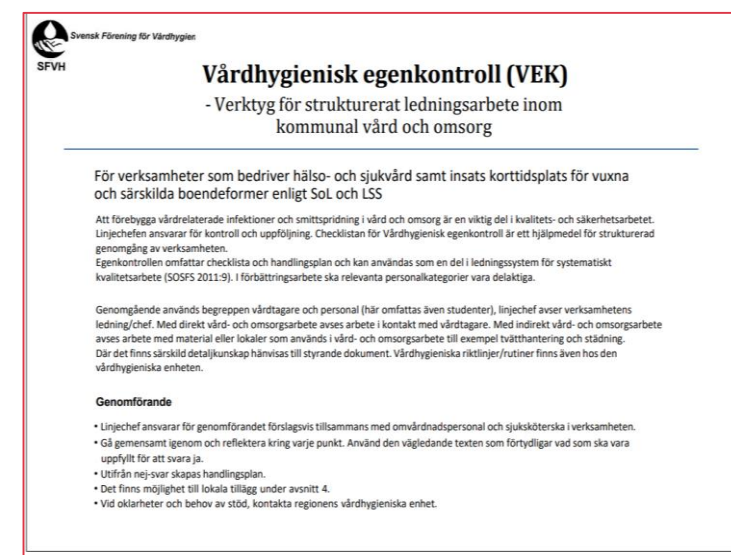 Svensk Förening för Vårdhygien
SFVH
Vårdhygienisk egenkontroll (VEK)
- Verktyg för strukturerat ledningsarbete inom
kommunal vård och omsorg
För verksamheter som bedriver hälso- och sjukvård samt insats korttidsplats för vuxna
och särskilda boendeformer enligt SoL och LSS
Att förebygga vårdrelaterade infektioner och smittspridning i vård och omsorg är en viktig del i kvalitets- och säkerhetsarbetet.
Linjechefen ansvarar för kontroll och uppföljning. Checklistan för Vårdhygienisk egenkontroll är ett hjälpmedel för strukturerad
genomgång av verksamheten.
Egenkontrollen omfattar checklista och handlingsplan och kan användas som en del i ledningssystem för systematiskt
kvalitetsarbete (SOSFS 2011:9). I förbättringsarbete ska relevanta personalkategorier vara delaktiga.
Genomgående används begreppen vårdtagare och personal (här omfattas även studenter), linjechef avser verksamhetens
ledning/chef. Med direkt vård- och omsorgsarbete avses arbete i kontakt med vårdtagare. Med indirekt vård- och omsorgsarbete
avses arbete med material eller lokaler som används i vård- och omsorgsarbete till exempel tvätthantering och städning.
Där det finns särskild detaljkunskap hänvisas till styrande dokument. Vårdhygieniska riktlinjer/rutiner finns även hos den
vårdhygieniska enheten.
Genomförande
• Linjechef ansvarar för genomförandet förslagsvis tillsammans med omvårdnadspersonal och sjuksköterska i verksamheten.
• Gå gemensamt igenom och reflektera kring varje punkt. Använd den vägledande texten som förtydligar vad som ska vara
uppfyllt för att svara ja.
• Utifrån nej-svar skapas handlingsplan.
• Det finns möjlighet till lokala tillägg under avsnitt 4.
• Vid oklarheter och behov av stöd, kontakta regionens vårdhygieniska enhet.